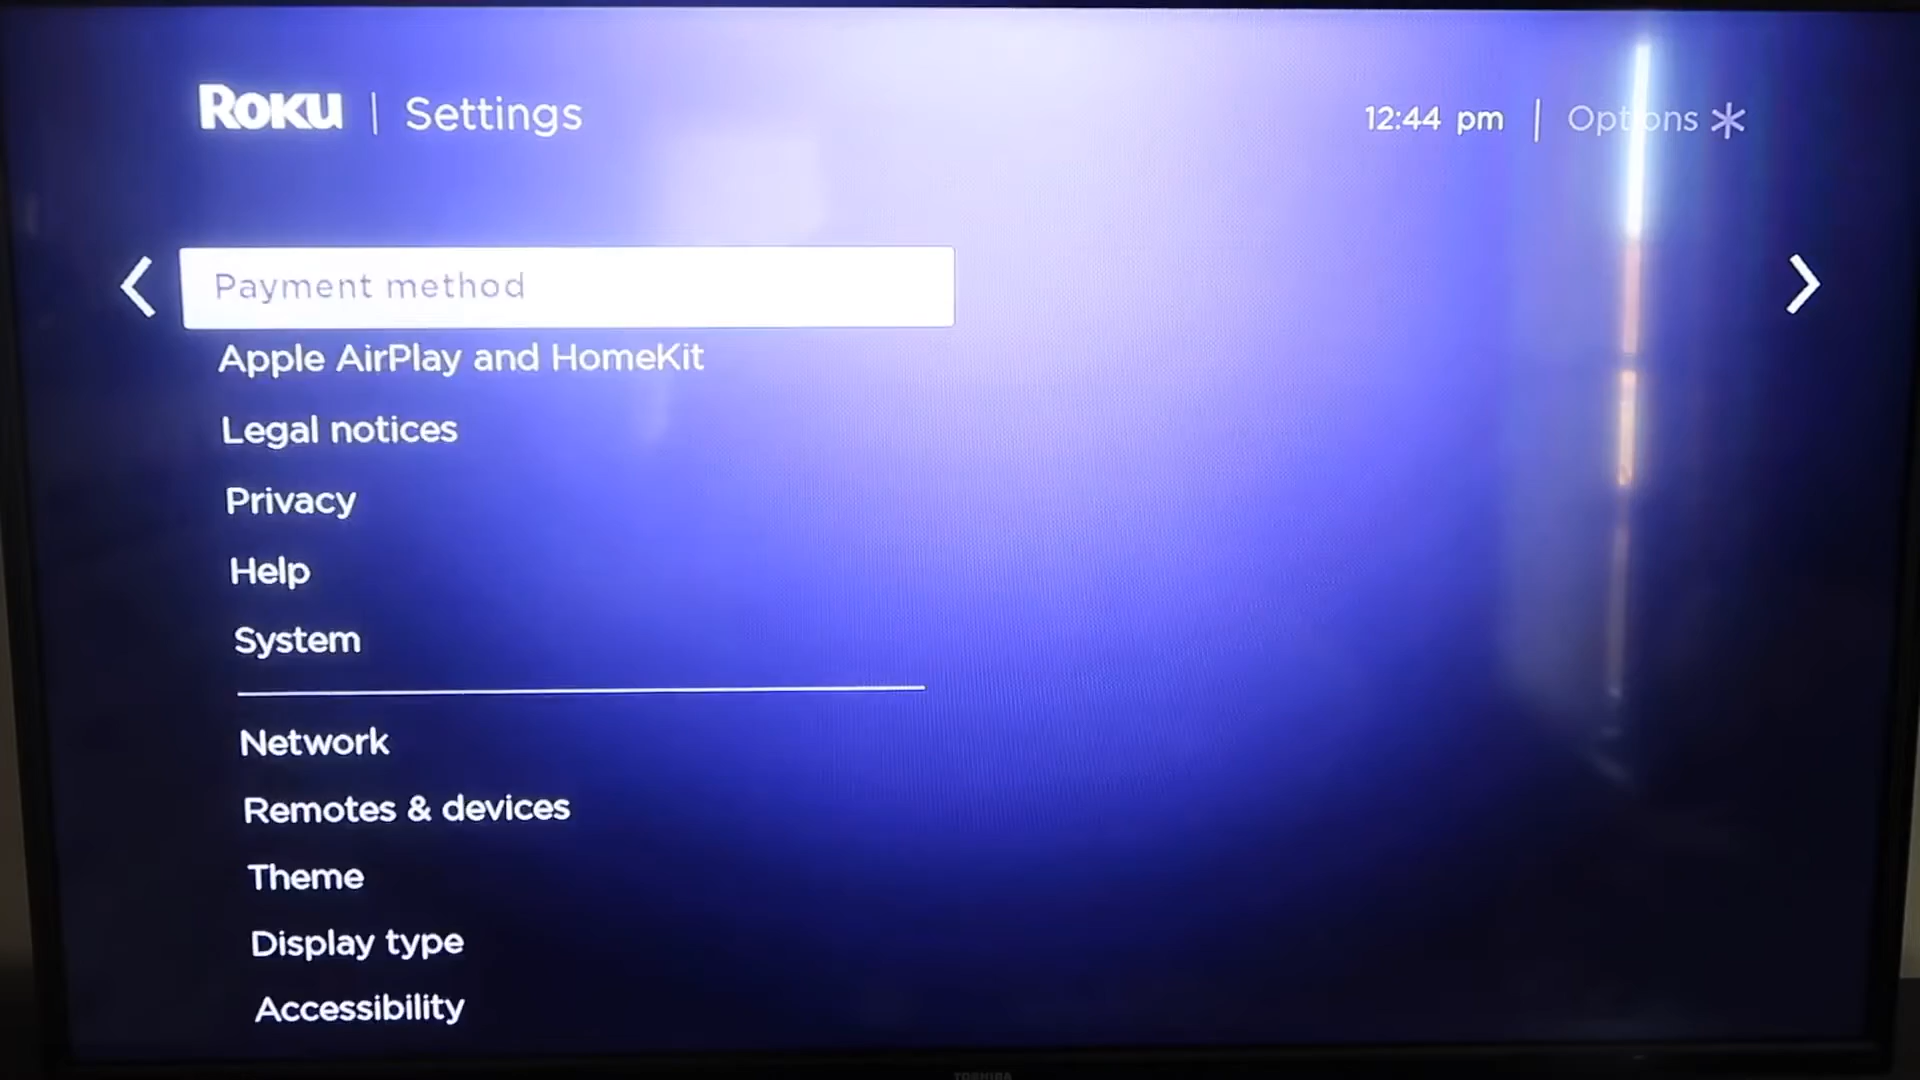 Roku | Settings
12:44 pm | Options *
Payment method
Apple AirPlay and HomeKit
Legal notices
Privacy
Help
System
Network
Remotes & devices
Theme
Display type
Accessibility
TOSHIBA